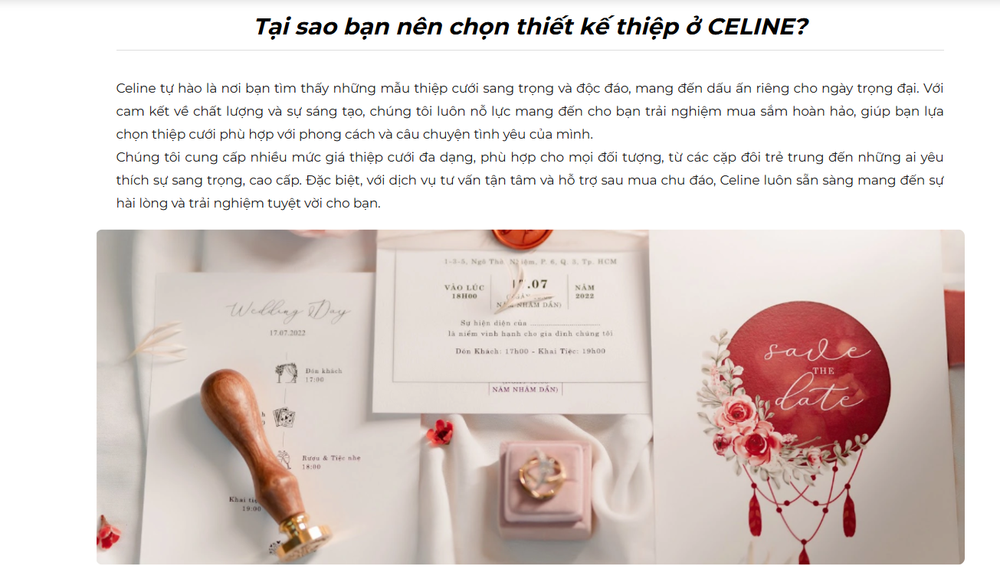 Tại sao bạn nên chọn thiết kế thiệp ở CELINE?
Celine tự hào là nơi bạn tìm thấy những mẫu thiệp cưới sang trọng và độc đáo, mang đến dấu ấn riêng cho ngày trọng đại. Với
cam kết về chất lượng và sự sáng tạo, chúng tôi luôn nỗ lực mang đến cho bạn trải nghiệm mua sắm hoàn hảo, giúp bạn lựa
chọn thiệp cưới phù hợp với phong cách và câu chuyện tình yêu của mình.
Chúng tôi cung cấp nhiều mức giá thiệp cưới đa dạng, phù hợp cho mọi đối tượng, từ các cặp đôi trẻ trung đến những ai yêu
thích sự sang trọng, cao cấp. Đặc biệt, với dịch vụ tư vấn tận tâm và hỗ trợ sau mua chu đáo, Celine luôn sẵn sàng mang đến sự
hài lòng và trải nghiệm tuyệt vời cho bạn.
Wedding Day
17.07.2022
Đón khách
17:00
Rượu & Tiệc nhẹ
18:00
Khai
19:00
1-3-5, Ngô P. 6, Q. 3, Tp. HCM
VÀO LÚC
18H00
.07
NHÂM DẦN)
NĂM
2022
Sự hiện diện của
là niềm vinh hạnh cho gia đình chúng tôi
Đón Khách: 17h00 - Khai Tiệc: 19h00
NĂM NHÂM DẦN)
save
THE
date